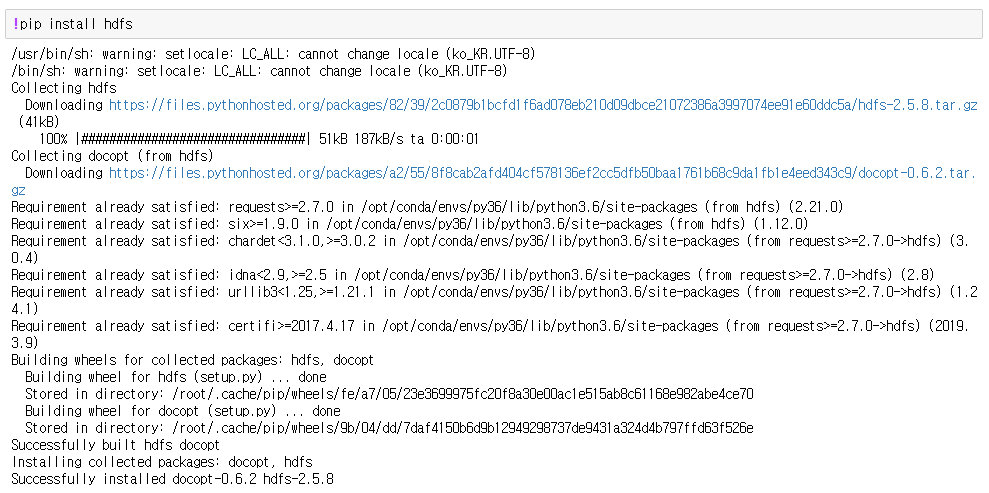 !pip install hdfs
/usr/bin/sh: warning: setlocale: LC_ALL: cannot change locale (ko_KR.UTF-8)
/bin/sh: warning: setlocale: LC_ALL: cannot change locale (ko_KR.UTF-8)
Collecting hdfs
  Downloading https://files.pythonhosted.org/packages/82/39/2c0879b1bcfd1f6ad078eb210d09dbce21072386a3997074ee91e60ddc5a/hdfs-2.5.8.tar.gz
 (41kB)
    100% |################################| 51kB 187kB/s ta 0:00:01
Collecting docopt (from hdfs)
  Downloading https://files.pythonhosted.org/packages/a2/55/8f8cab2afd404cf578136ef2cc5dfb50baa1761b68c9da1fb1e4eed343c9/docopt-0.6.2.tar.
gz
Requirement already satisfied: requests>=2.7.0 in /opt/conda/envs/py36/lib/python3.6/site-packages (from hdfs) (2.21.0)
Requirement already satisfied: six>=1.9.0 in /opt/conda/envs/py36/lib/python3.6/site-packages (from hdfs) (1.12.0)
Requirement already satisfied: chardet<3.1.0,>=3.0.2 in /opt/conda/envs/py36/lib/python3.6/site-packages (from requests>=2.7.0->hdfs) (3.
0.4)
Requirement already satisfied: idna<2.9,>=2.5 in /opt/conda/envs/py36/lib/python3.6/site-packages (from requests>=2.7.0->hdfs) (2.8)
Requirement already satisfied: urllib3<1.25,>=1.21.1 in /opt/conda/envs/py36/lib/python3.6/site-packages (from requests>=2.7.0->hdfs) (1.2
4.1)
Requirement already satisfied: certifi>=2017.4.17 in /opt/conda/envs/py36/lib/python3.6/site-packages (from requests>=2.7.0->hdfs) (2019.
3.9)
Building wheels for collected packages: hdfs, docopt
  Building wheel for hdfs (setup.py) ... done
  Stored in directory: /root/.cache/pip/wheels/fe/a7/05/23e3699975fc20f8a30e00ac1e515ab8c61168e982abe4ce70
  Building wheel for docopt (setup.py) ... done
  Stored in directory: /root/.cache/pip/wheels/9b/04/dd/7daf4150b6d9b12949298737de9431a324d4b797ffd63f526e
Successfully built hdfs docopt
Installing collected packages: docopt, hdfs
Successfully installed docopt-0.6.2 hdfs-2.5.8